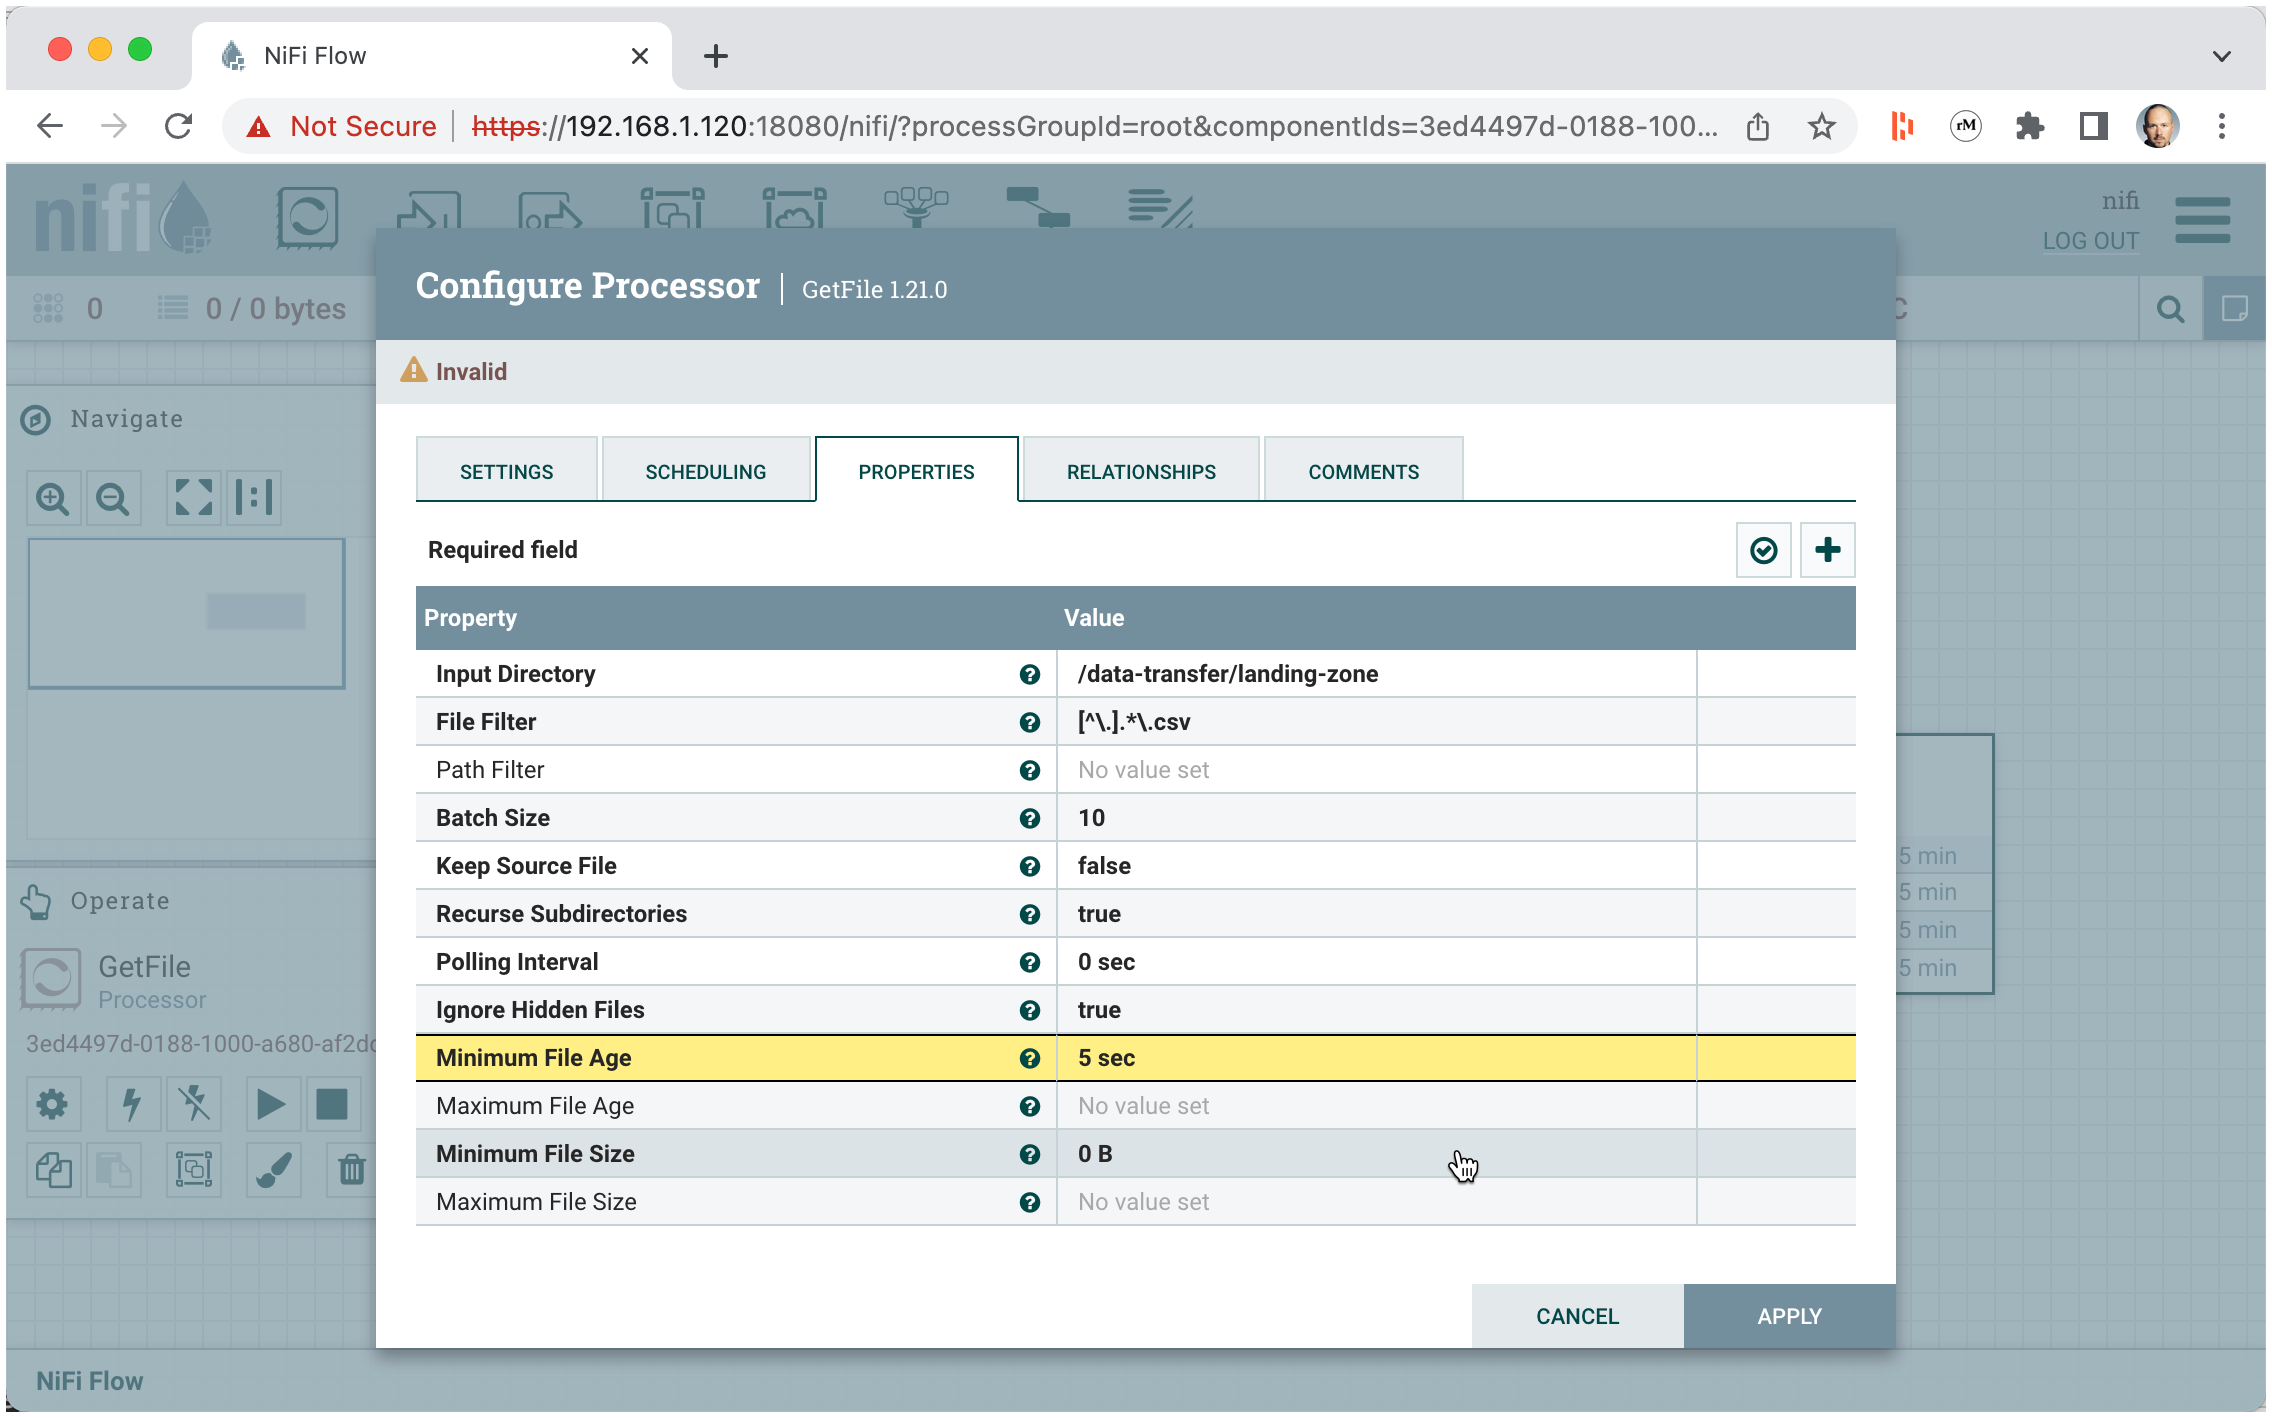 NiFi Flow
Not Secure https://192.168.1.120:18080/nifi/?processGroupId=root&componentIds=3ed4497d-0188-100...
rM
nifi
nifi
LOG OUT
0 0 / 0 bytes
Configure Processor GetFile 1.21.0
Invalid
Navigate
SETTINGS SCHEDULING PROPERTIES RELATIONSHIPS COMMENTS
Required field
Property Value
Input Directory /data-transfer/landing-zone
File Filter [^\.].*\.csv
Path Filter No value set
Batch Size 10
Keep Source File false
Recurse Subdirectories true
Polling Interval 0 sec
Ignore Hidden Files true
Minimum File Age 5 sec
Maximum File Age No value set
Minimum File Size 0 B
Maximum File Size No value set
5 min
5 min
5 min
5 min
Operate
GetFile
Processor
3ed4497d-0188-1000-a680-af2d
CANCEL APPLY
NiFi Flow